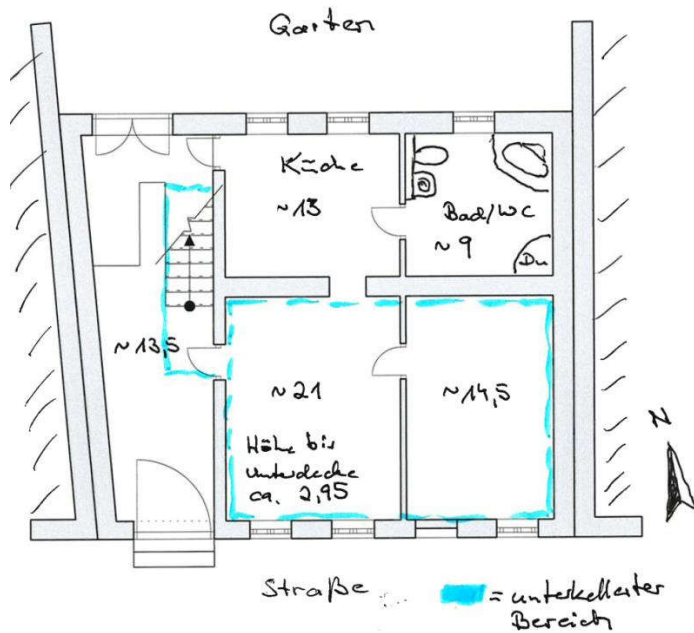 Garten
Küche
~13
Bad/WC
~9
Du
~13,5
~21
~14,5
Höhe bis
Unterdecke
ca. 2,95
N
Straße
= unterkellerter
Bereich